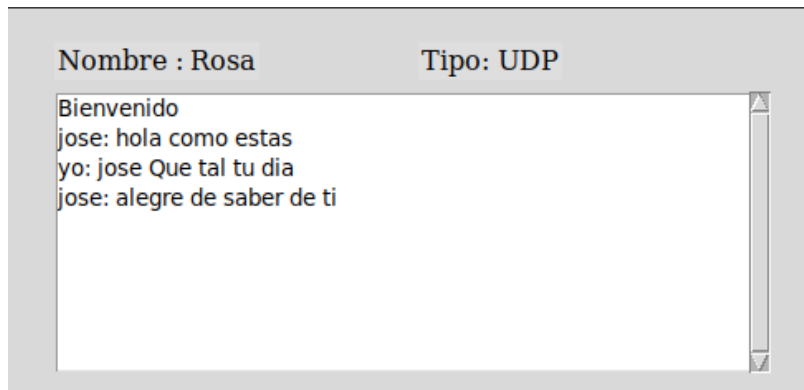 Nombre : Rosa Tipo: UDP
Bienvenido
jose: hola como estas
yo: jose Que tal tu dia
jose: alegre de saber de ti